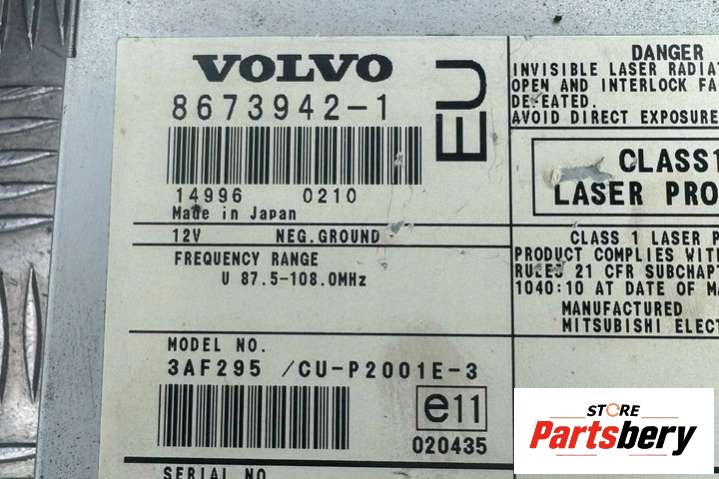 VOLVO
8673942-1
EU
14996 0210
Made in Japan
12V NEG.GROUND
FREQUENCY RANGE
U 87.5-108.0MHz
MODEL NO.
3AF295 /CU-P2001E-3
e11
020435
SERIAL NO
DANGER
INVISIBLE LASER RADIA
OPEN AND INTERLOCK FA
DEFEATED.
AVOID DIRECT EXPOSURE
CLASS1
LASER PRO
CLASS 1 LASER P
PRODUCT COMPLIES WIT
RULES 21 CFR SUBCHAP
1040:10 AT DATE OF MA
MANUFACTURED
MITSUBISHI ELECT
STORE
Partsbery